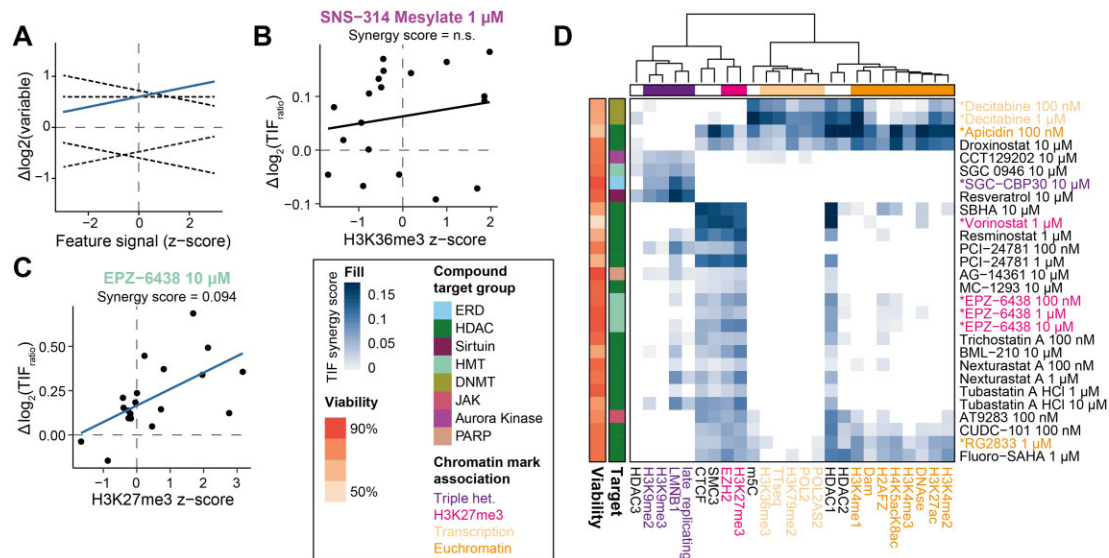 A
Δlog2(variable)
1
0
−1
−2
0
2
Feature signal (z−score)
B
SNS−314 Mesylate 1 µM
Synergy score = n.s.
Δlog2(TIFratio)
0.1
0.0
−0.1
0
1
2
H3K36me3 z−score
C
EPZ−6438 10 µM
Synergy score = 0.094
Δlog2(TIFratio)
0.50
0.25
0.00
−1
0
1
2
3
H3K27me3 z−score
Fill
TIF synergy score
0.15
0.1
0.05
0
Viability
90%
50%
Compound
target group
ERD
HDAC
Sirtuin
HMT
DNMT
JAK
Aurora Kinase
PARP
Chromatin mark
association
Triple het.
H3K27me3
Transcription
Euchromatin
D
*Decitabine 100 nM
*Decitabine 1 µM
*Apicidin 100 nM
Droxinostat 10 µM
CCT129202 10 µM
SGC 0946 10 µM
*SGC−CBP30 10 µM
Resveratrol 10 µM
SBHA 10 µM
*Vorinostat 1 µM
Resminostat 1 µM
PCI−24781 10 µM
PCI−24781 1 µM
AG−14361 10 µM
MC−1293 10 µM
*EPZ−6438 100 nM
*EPZ−6438 1 µM
*EPZ−6438 10 µM
Trichostatin A 100 nM
BML−210 10 µM
Nexturastat A 100 nM
Nexturastat A 1 µM
Tubastatin A HCl 1 µM
Tubastatin A HCl 10 µM
AT9283 100 nM
CUDC−101 100 nM
*RG2833 1 µM
Fluoro−SAHA 1 µM
Viability
Target
HDAC3
H3K9me2
H3K9me3
LMNB1
late replicating
CTCF
SMC3
EZH2
H3K27me3
m5C
H3K36me3
TTseq
H3K79me2
POL2
POL2AS2
HDAC1
HDAC2
H3K4me1
Dam
H2AFZ
H4K5acK8ac
H3K4me3
DNAse
H3K27ac
H3K4me2